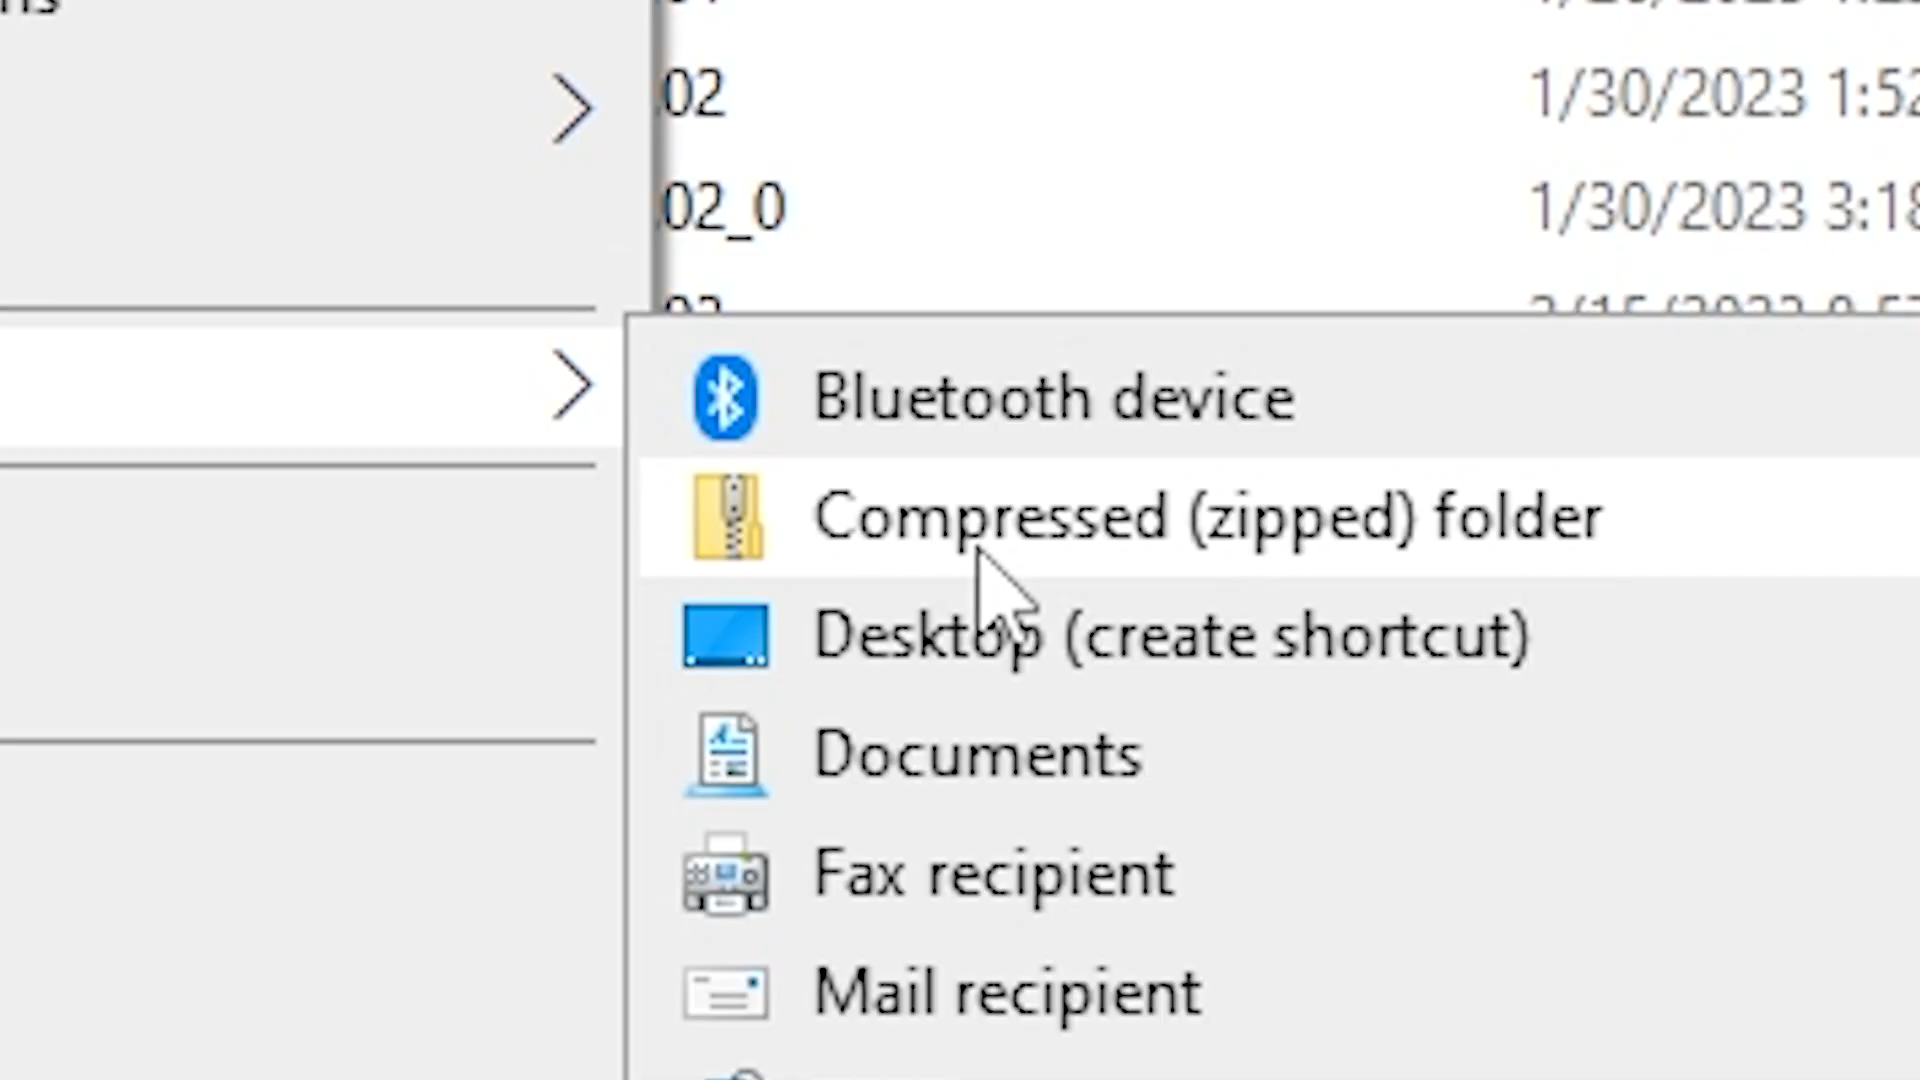 02
1/30/2023 1:52
02_0
1/30/2023 3:18
Bluetooth device
Compressed (zipped) folder
Desktop (create shortcut)
Documents
Fax recipient
Mail recipient